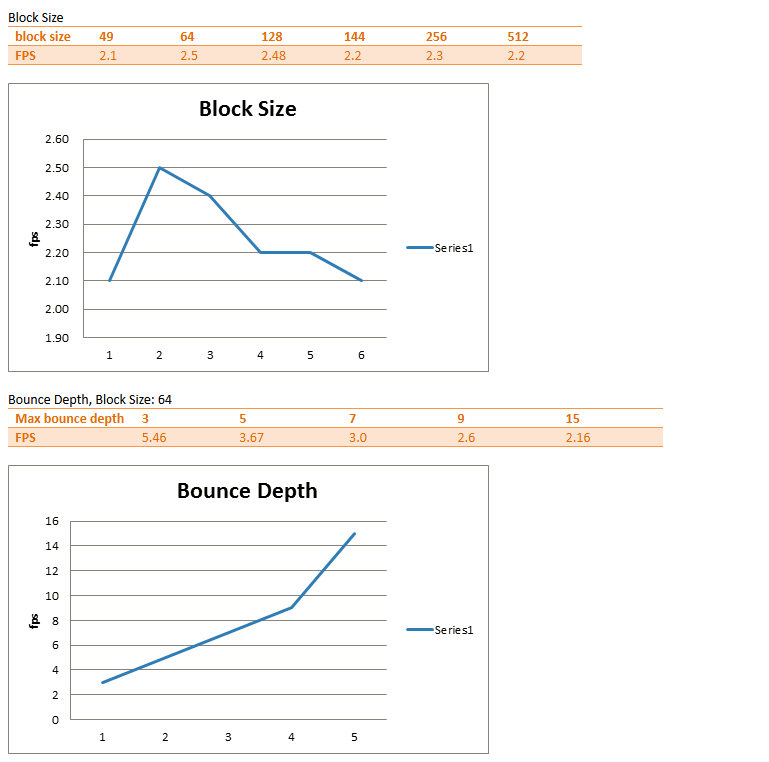 Block Size
block size 49 64 128 144 256 512
FPS 2.1 2.5 2.48 2.2 2.3 2.2
Block Size
2.60
2.50
2.40
2.30
2.20
2.10
2.00
1.90
fps
1 2 3 4 5 6
Series1
Bounce Depth, Block Size: 64
Max bounce depth 3 5 7 9 15
FPS 5.46 3.67 3.0 2.6 2.16
Bounce Depth
16
14
12
10
8
6
4
2
0
fps
1 2 3 4 5
Series1